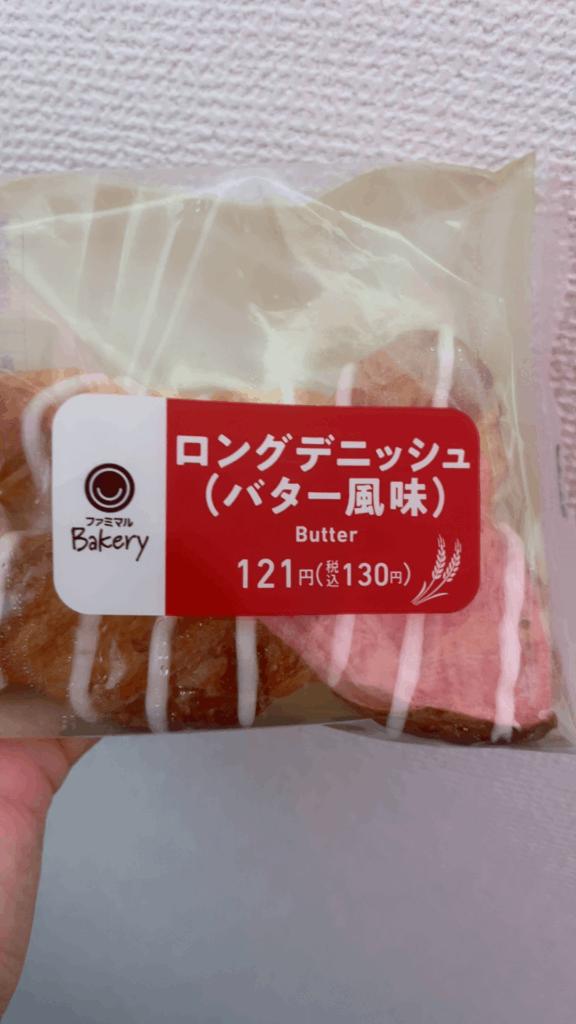 ロングデニッシュ
(バター風味)
Butter
121円(税込130円)
ファミマル
Bakery